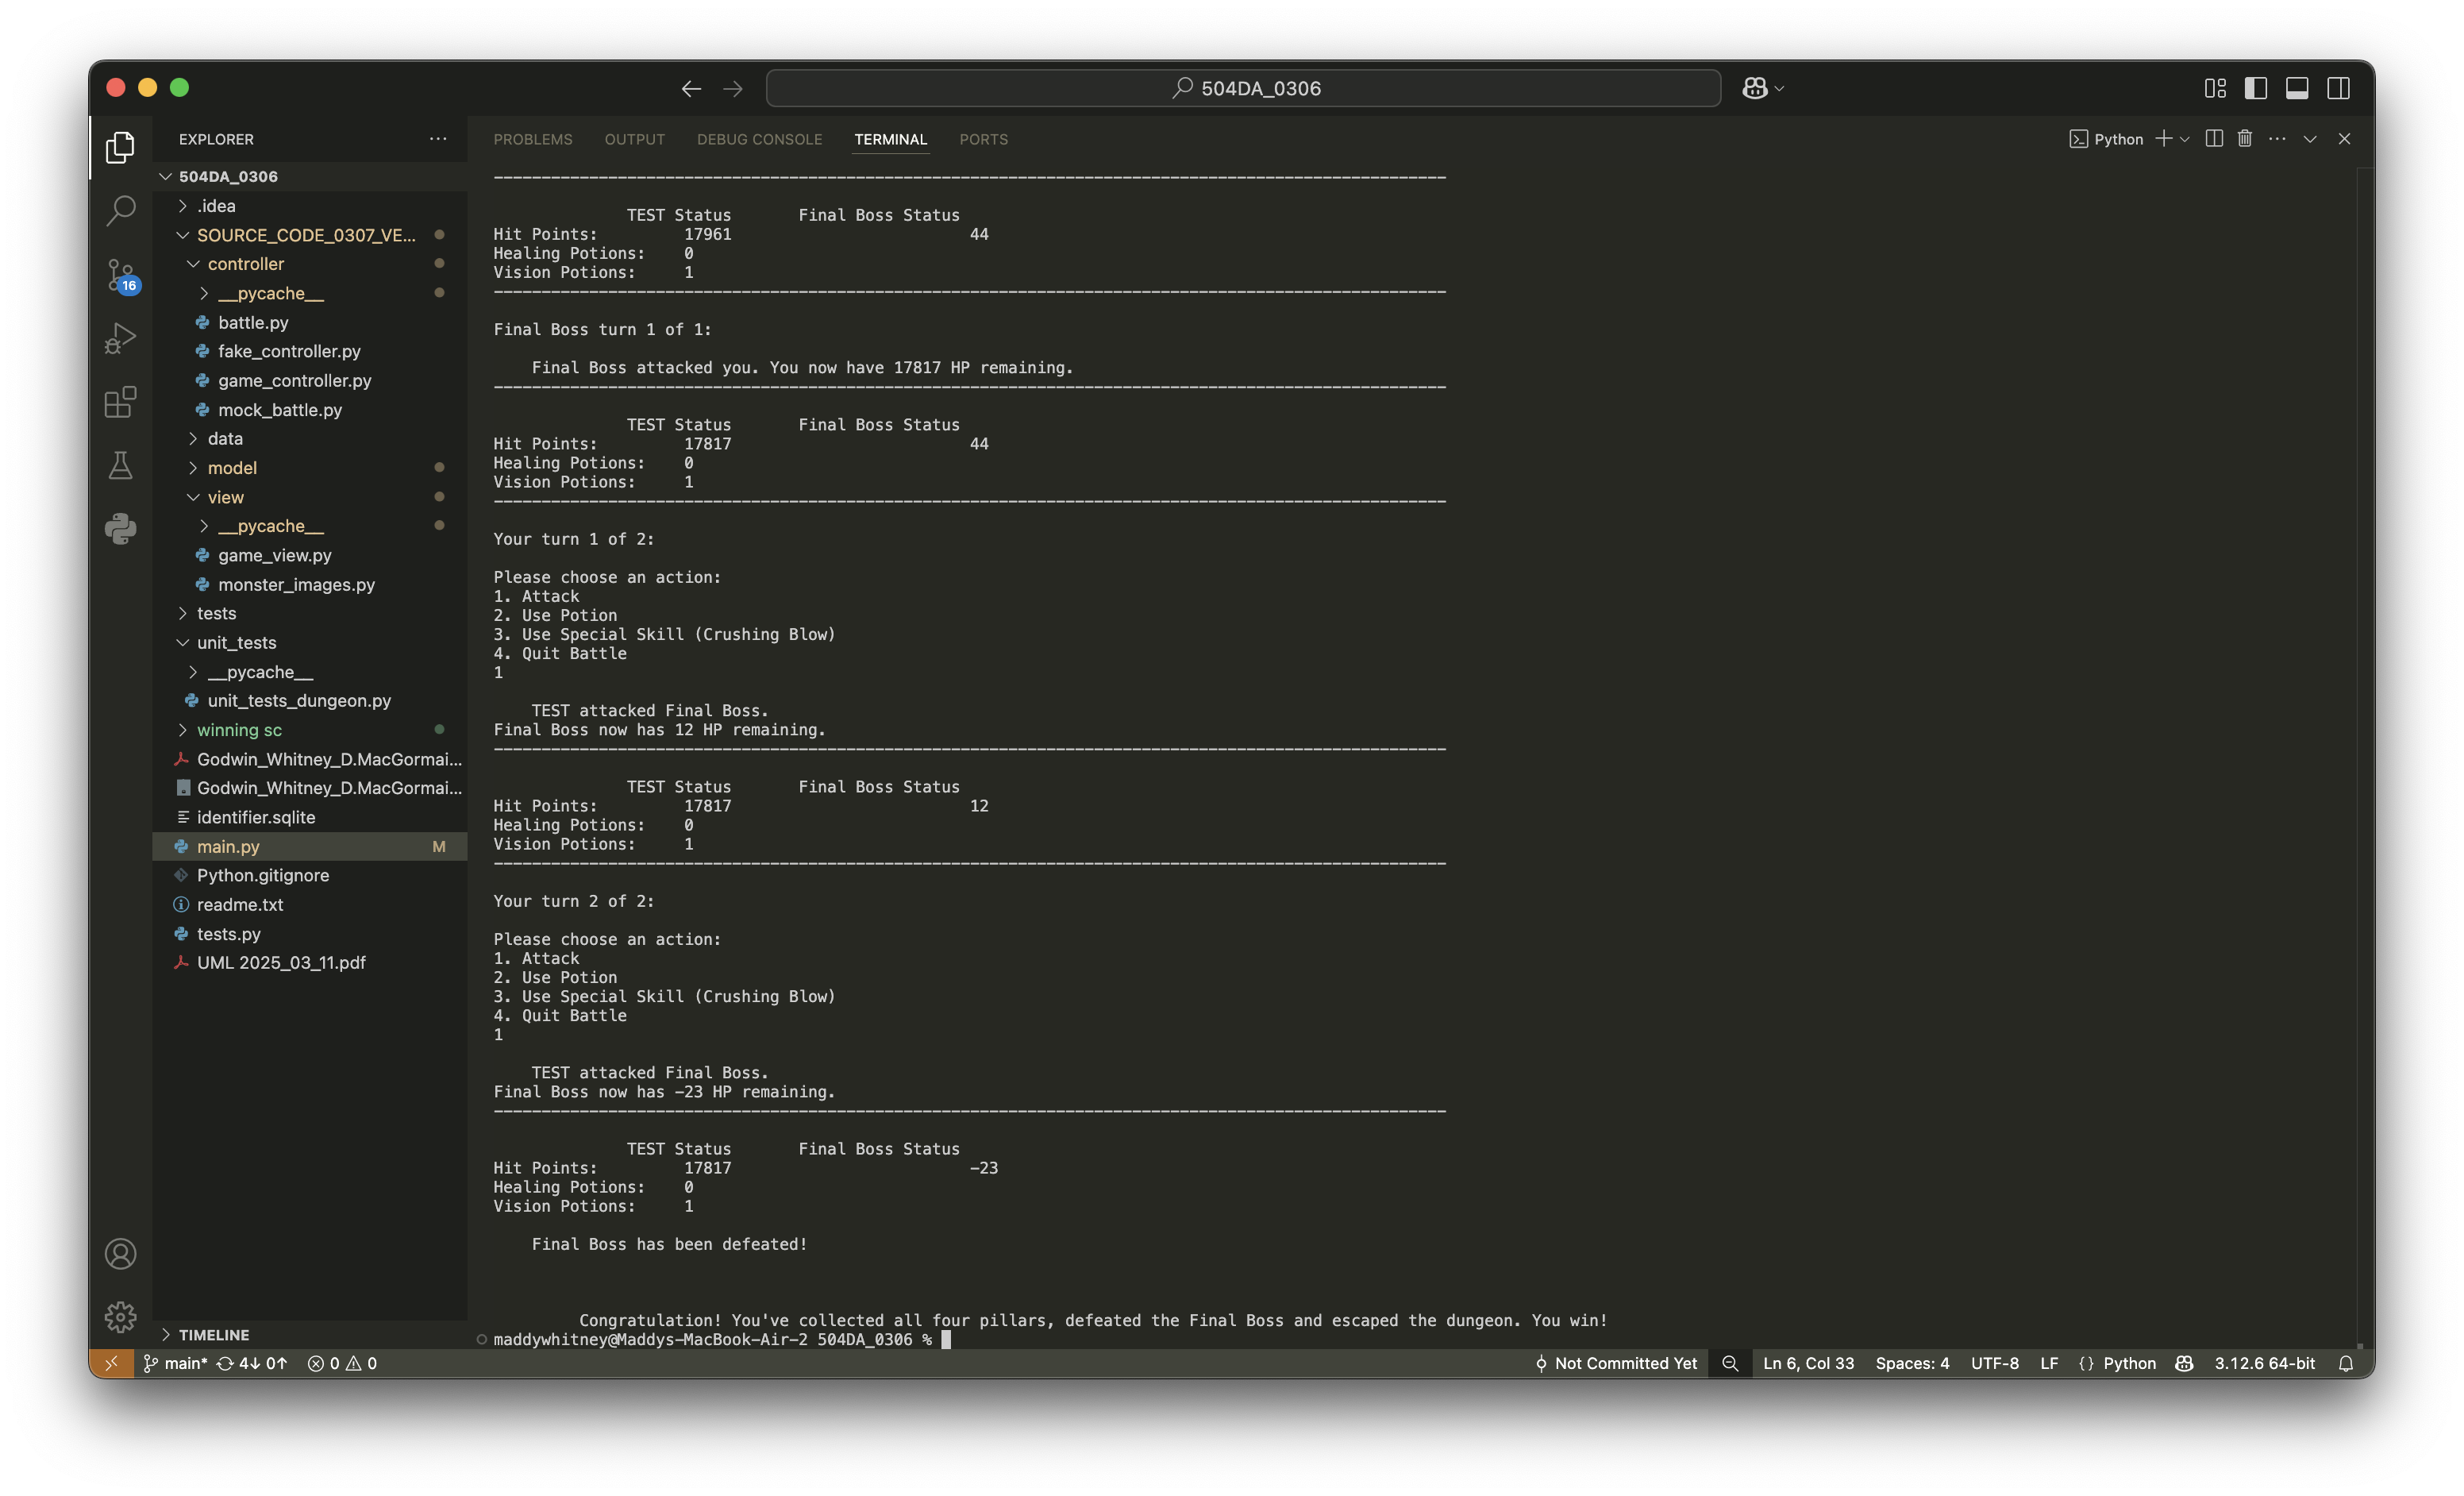 504DA_0306
EXPLORER
504DA_0306
.idea
SOURCE_CODE_0307_VE...
controller
__pycache__
battle.py
fake_controller.py
game_controller.py
mock_battle.py
data
model
view
__pycache__
game_view.py
monster_images.py
tests
unit_tests
__pycache__
unit_tests_dungeon.py
winning sc
Godwin_Whitney_D.MacGormai...
Godwin_Whitney_D.MacGormai...
identifier.sqlite
main.py M
Python.gitignore
readme.txt
tests.py
UML 2025_03_11.pdf
TIMELINE
16
PROBLEMS OUTPUT DEBUG CONSOLE TERMINAL PORTS
Python
--------------------------------------------------------------------------------
TEST Status Final Boss Status
Hit Points: 17961 44
Healing Potions: 0
Vision Potions: 1
--------------------------------------------------------------------------------
Final Boss turn 1 of 1:
Final Boss attacked you. You now have 17817 HP remaining.
--------------------------------------------------------------------------------
TEST Status Final Boss Status
Hit Points: 17817 44
Healing Potions: 0
Vision Potions: 1
--------------------------------------------------------------------------------
Your turn 1 of 2:
Please choose an action:
1. Attack
2. Use Potion
3. Use Special Skill (Crushing Blow)
4. Quit Battle
1
TEST attacked Final Boss.
Final Boss now has 12 HP remaining.
--------------------------------------------------------------------------------
TEST Status Final Boss Status
Hit Points: 17817 12
Healing Potions: 0
Vision Potions: 1
--------------------------------------------------------------------------------
Your turn 2 of 2:
Please choose an action:
1. Attack
2. Use Potion
3. Use Special Skill (Crushing Blow)
4. Quit Battle
1
TEST attacked Final Boss.
Final Boss now has -23 HP remaining.
--------------------------------------------------------------------------------
TEST Status Final Boss Status
Hit Points: 17817 -23
Healing Potions: 0
Vision Potions: 1
Final Boss has been defeated!
Congratulation! You've collected all four pillars, defeated the Final Boss and escaped the dungeon. You win!
maddywhitney@Maddys-MacBook-Air-2 504DA_0306 %
main* 4↓ 0↑ 0 0 Not Committed Yet Ln 6, Col 33 Spaces: 4 UTF-8 LF {} Python 3.12.6 64-bit